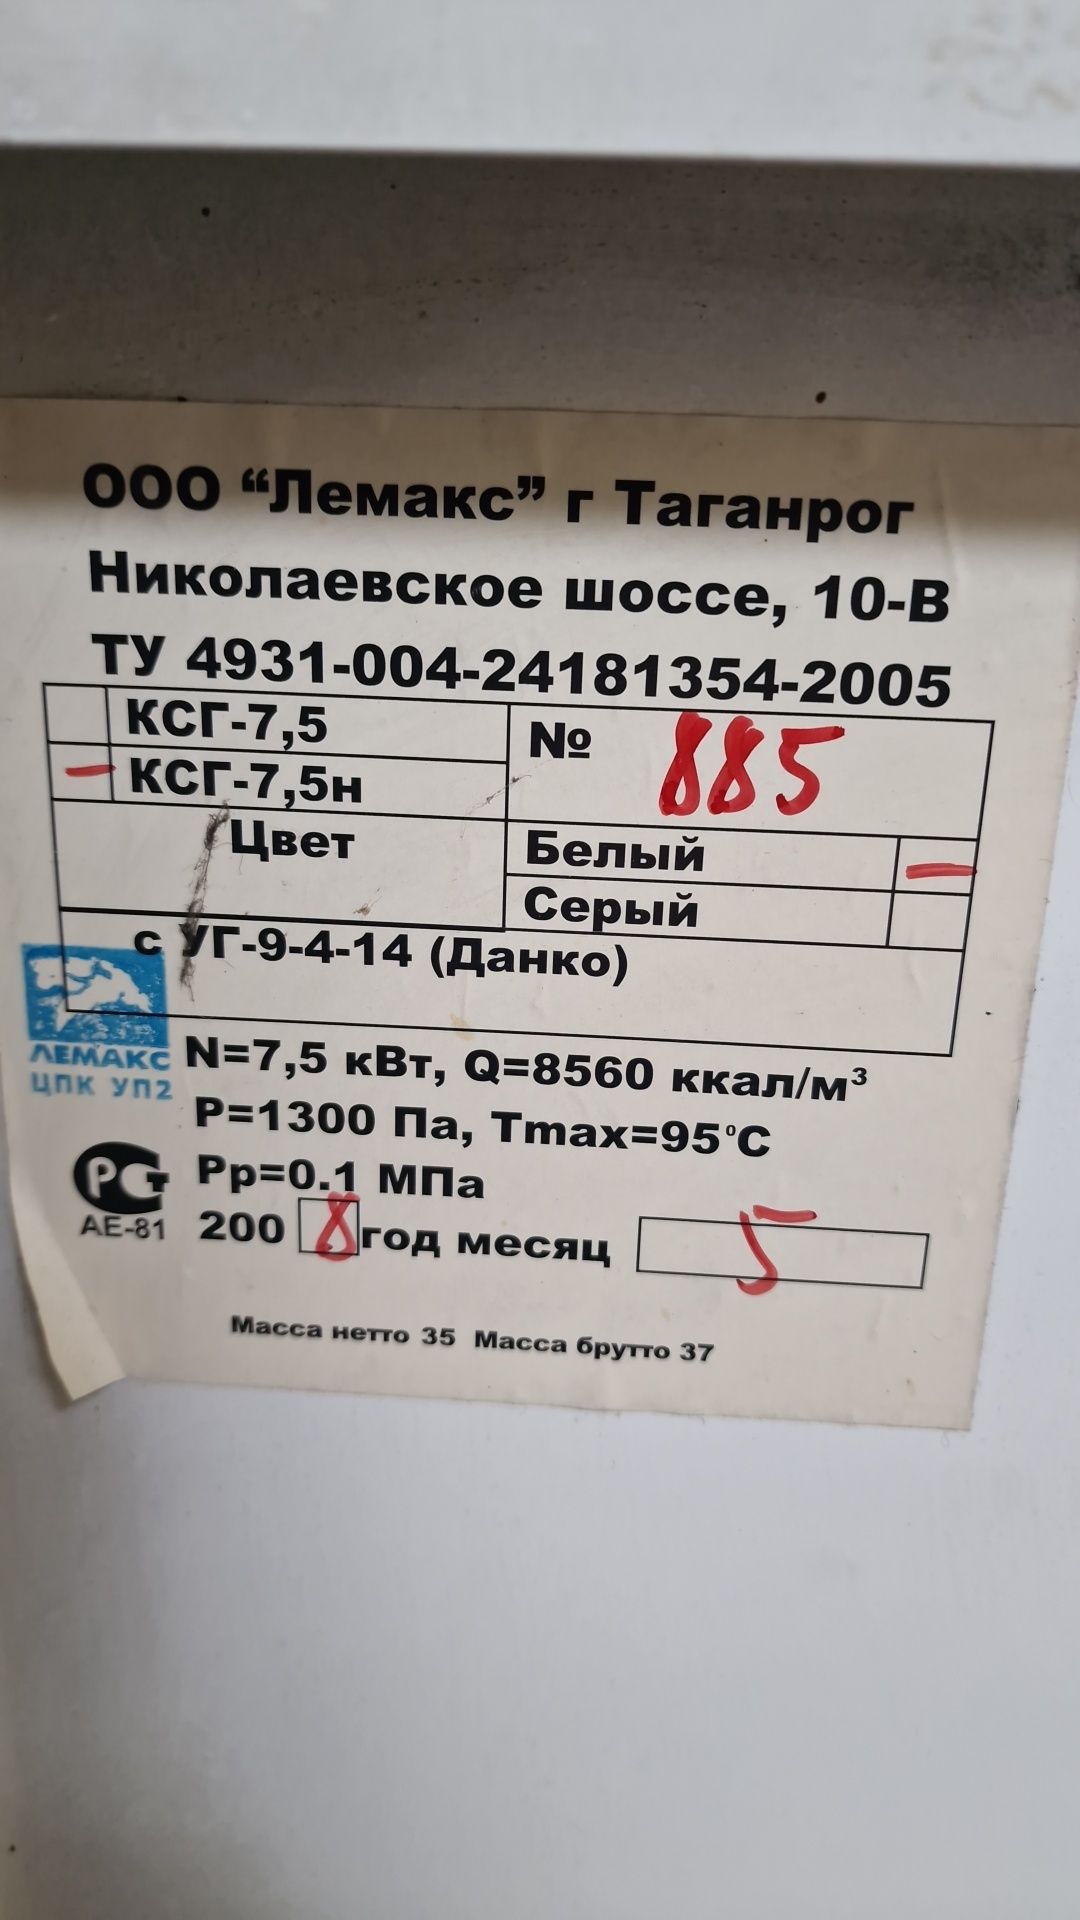 ООО “Лемакс” г Таганрог
Николаевское шоссе, 10-В
ТУ 4931-004-24181354-2005
КСГ-7,5
№ 885
– КСГ-7,5н
Цвет
Белый –
Серый
с УГ-9-4-14 (Данко)
ЛЕМАКС
ЦПК УП2
N=7,5 кВт, Q=8560 ккал/м³
P=1300 Па, Tmax=95°C
Pp=0.1 МПа
РСТ
АЕ-81
200 8 год месяц 5
Масса нетто 35 Масса брутто 37